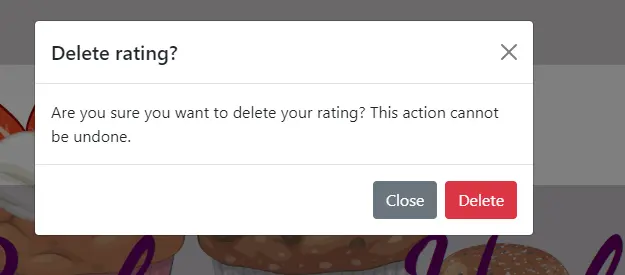 Delete rating?
Are you sure you want to delete your rating? This action cannot
be undone.
Close
Delete